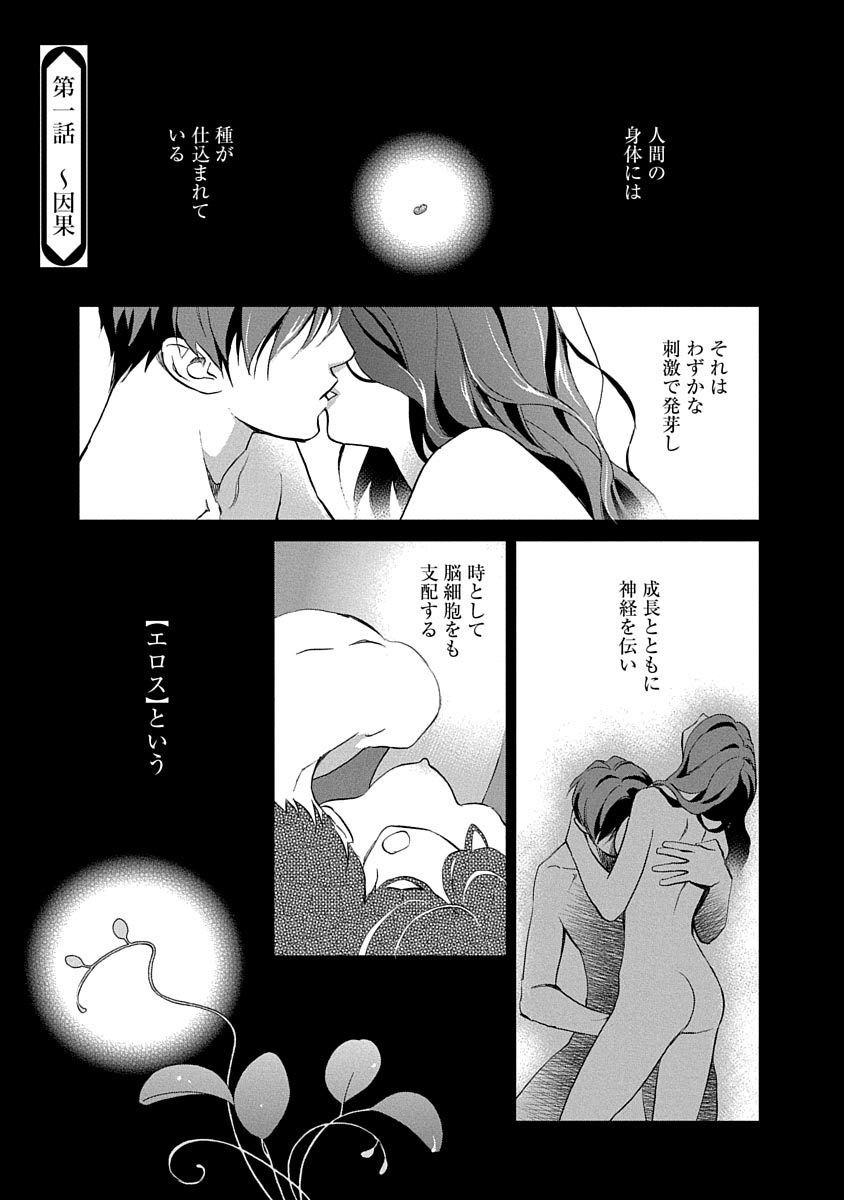 第一話　～因果
人間の
身体には
種が
仕込まれて
いる
それは
わずかな
刺激で発芽し
成長とともに
神経を伝い
時として
脳細胞をも
支配する
【エロス】という